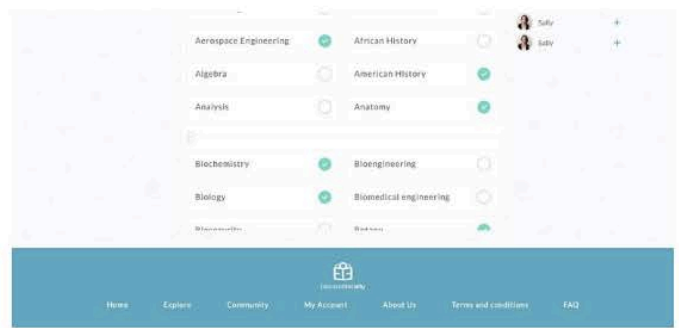 Sally
Aerospace Engineering African History Sally
Algebra American History
Analysis Anatomy
B
Biochemistry Bioengineering
Biology Biomedical engineering
Botany
Home Explore Community My Account About Us Terms and conditions FAQ